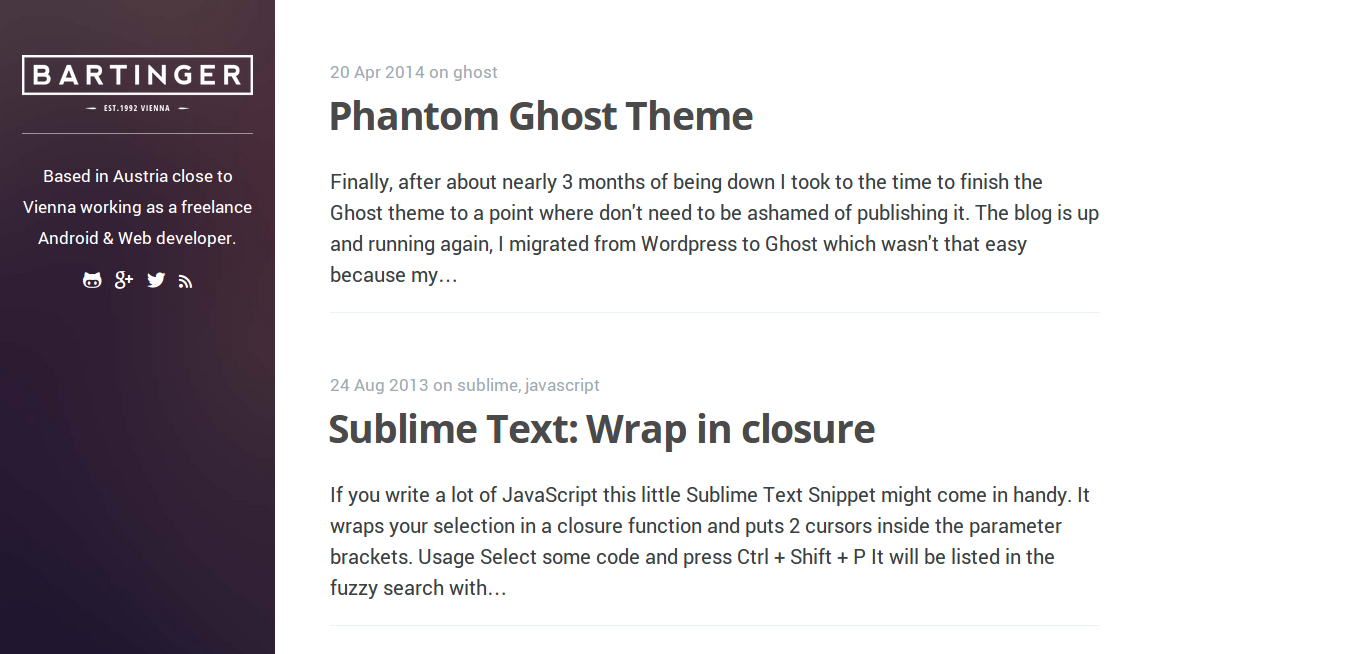 BARTINGER
EST.1992 VIENNA
Based in Austria close to
Vienna working as a freelance
Android & Web developer.
20 Apr 2014 on ghost
Phantom Ghost Theme
Finally, after about nearly 3 months of being down I took to the time to finish the
Ghost theme to a point where don't need to be ashamed of publishing it. The blog is up
and running again, I migrated from Wordpress to Ghost which wasn't that easy
because my…
24 Aug 2013 on sublime, javascript
Sublime Text: Wrap in closure
If you write a lot of JavaScript this little Sublime Text Snippet might come in handy. It
wraps your selection in a closure function and puts 2 cursors inside the parameter
brackets. Usage Select some code and press Ctrl + Shift + P It will be listed in the
fuzzy search with…